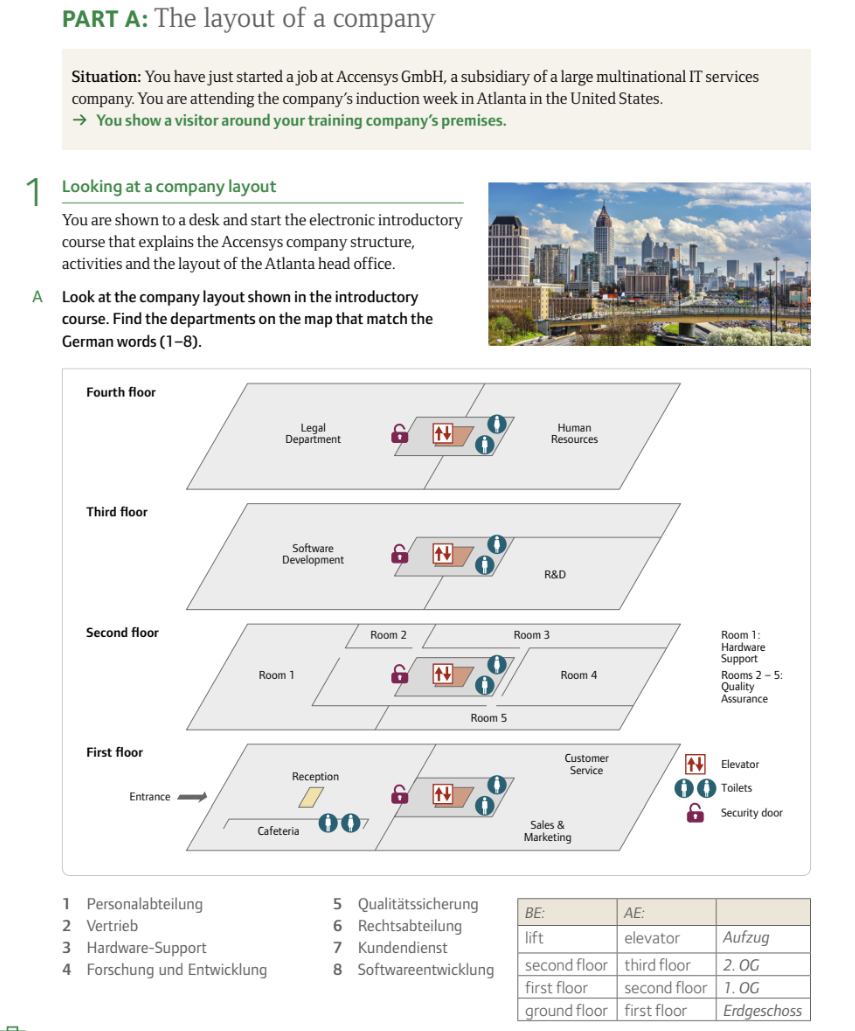 PART A: The layout of a company
Situation: You have just started a job at Accensys GmbH, a subsidiary of a large multinational IT services
company. You are attending the company's induction week in Atlanta in the United States.
→ You show a visitor around your training company's premises.
1 Looking at a company layout
You are shown to a desk and start the electronic introductory
course that explains the Accensys company structure,
activities and the layout of the Atlanta head office.
A Look at the company layout shown in the introductory
course. Find the departments on the map that match the
German words (1–8).
Fourth floor
Legal
Department
Human
Resources
Third floor
Software
Development
R&D
Second floor
Room 1
Room 2
Room 3
Room 4
Room 5
Room 1:
Hardware
Support
Rooms 2 – 5:
Quality
Assurance
First floor
Entrance
Reception
Cafeteria
Customer
Service
Sales &
Marketing
Elevator
Toilets
Security door
1 Personalabteilung
2 Vertrieb
3 Hardware-Support
4 Forschung und Entwicklung
5 Qualitätssicherung
6 Rechtsabteilung
7 Kundendienst
8 Softwareentwicklung
BE: AE:
lift elevator Aufzug
second floor third floor 2. OG
first floor second floor 1. OG
ground floor first floor Erdgeschoss